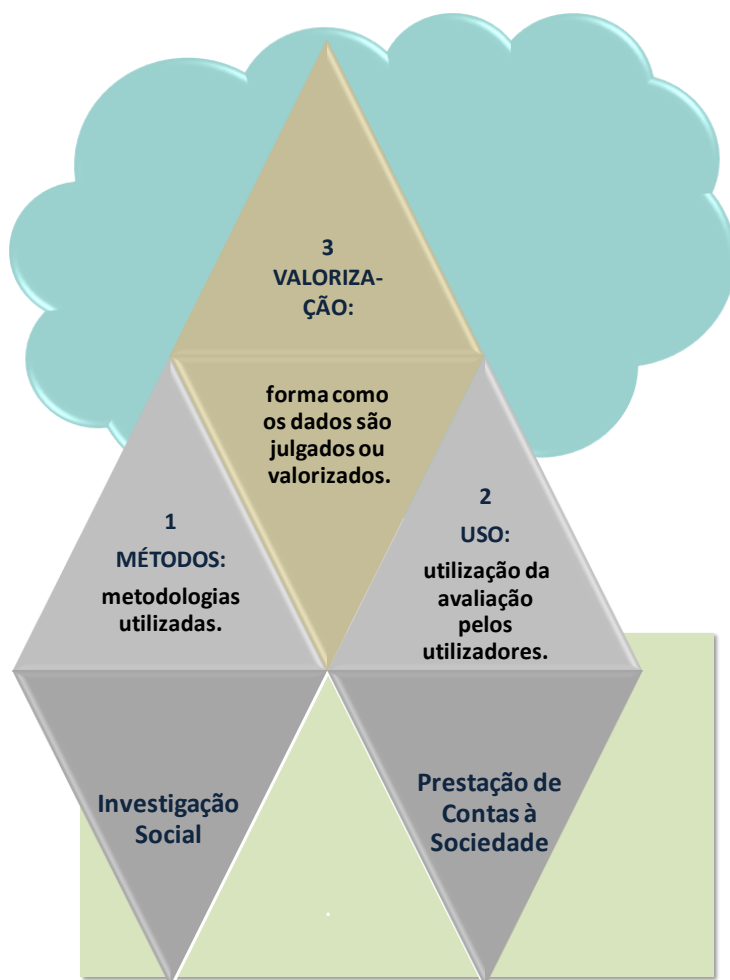 3
VALORIZA-
ÇÃO:
forma como
os dados são
julgados ou
valorizados.
1
MÉTODOS:
metodologias
utilizadas.
2
USO:
utilização da
avaliação
pelos
utilizadores.
Investigação
Social
Prestação de
Contas à
Sociedade
.